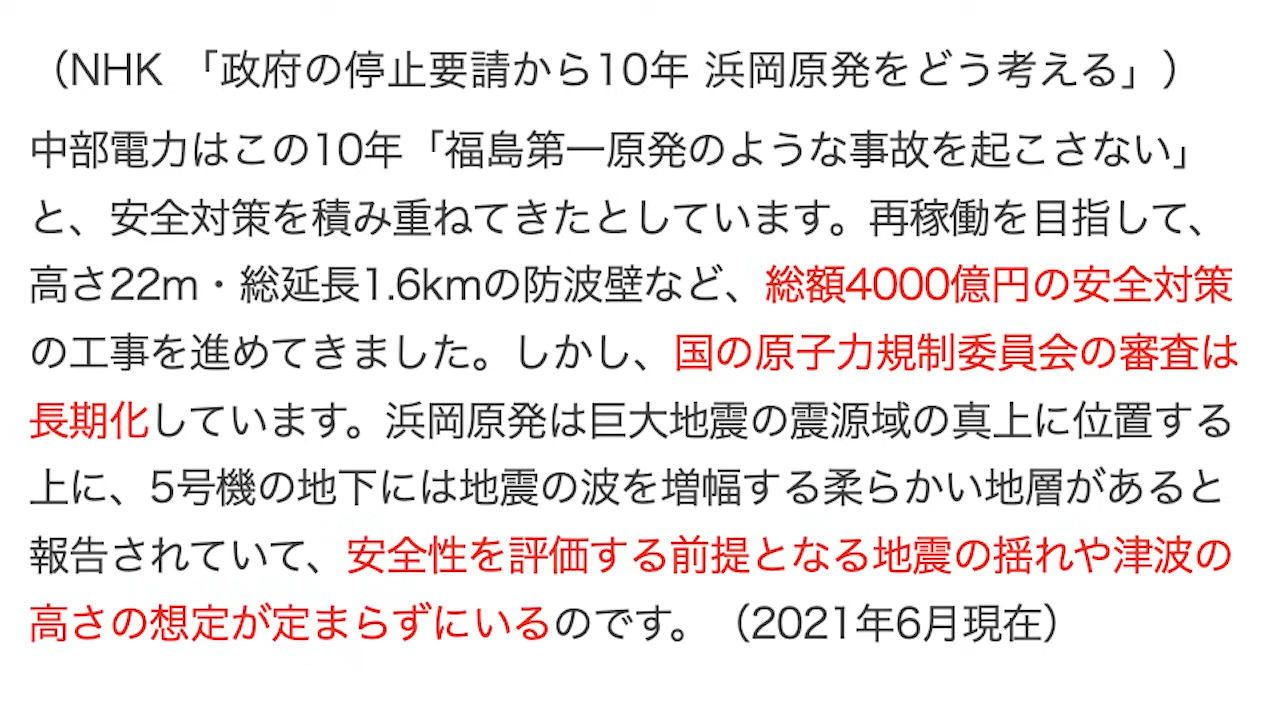 （NHK 「政府の停止要請から10年 浜岡原発をどう考える」）
中部電力はこの10年「福島第一原発のような事故を起こさない」
と、安全対策を積み重ねてきたとしています。再稼働を目指して、
高さ22m・総延長1.6kmの防波壁など、総額4000億円の安全対策
の工事を進めてきました。しかし、国の原子力規制委員会の審査は
長期化しています。浜岡原発は巨大地震の震源域の真上に位置する
上に、5号機の地下には地震の波を増幅する柔らかい地層があると
報告されていて、安全性を評価する前提となる地震の揺れや津波の
高さの想定が定まらずにいるのです。（2021年6月現在）